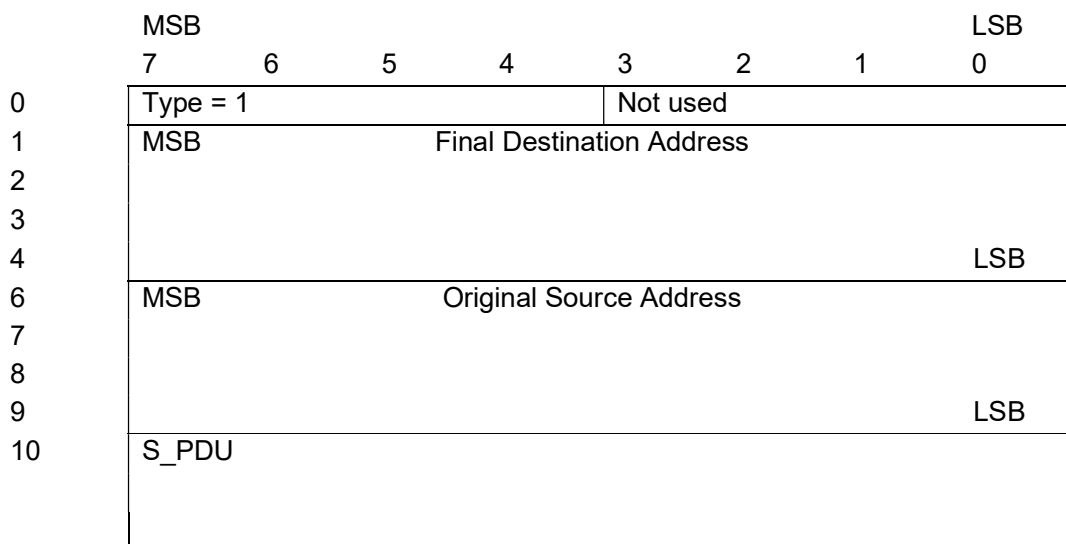 MSB LSB
7 6 5 4 3 2 1 0
0 Type = 1 Not used
1 MSB Final Destination Address
2
3
4 LSB
6 MSB Original Source Address
7
8
9 LSB
10 S_PDU